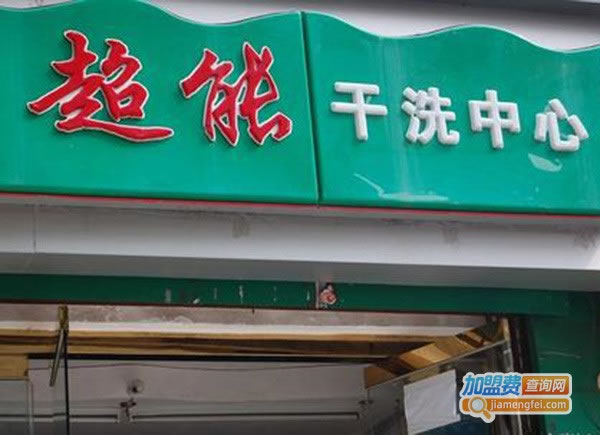 超能 干洗中心
加盟费查询网
jiamengfei.com